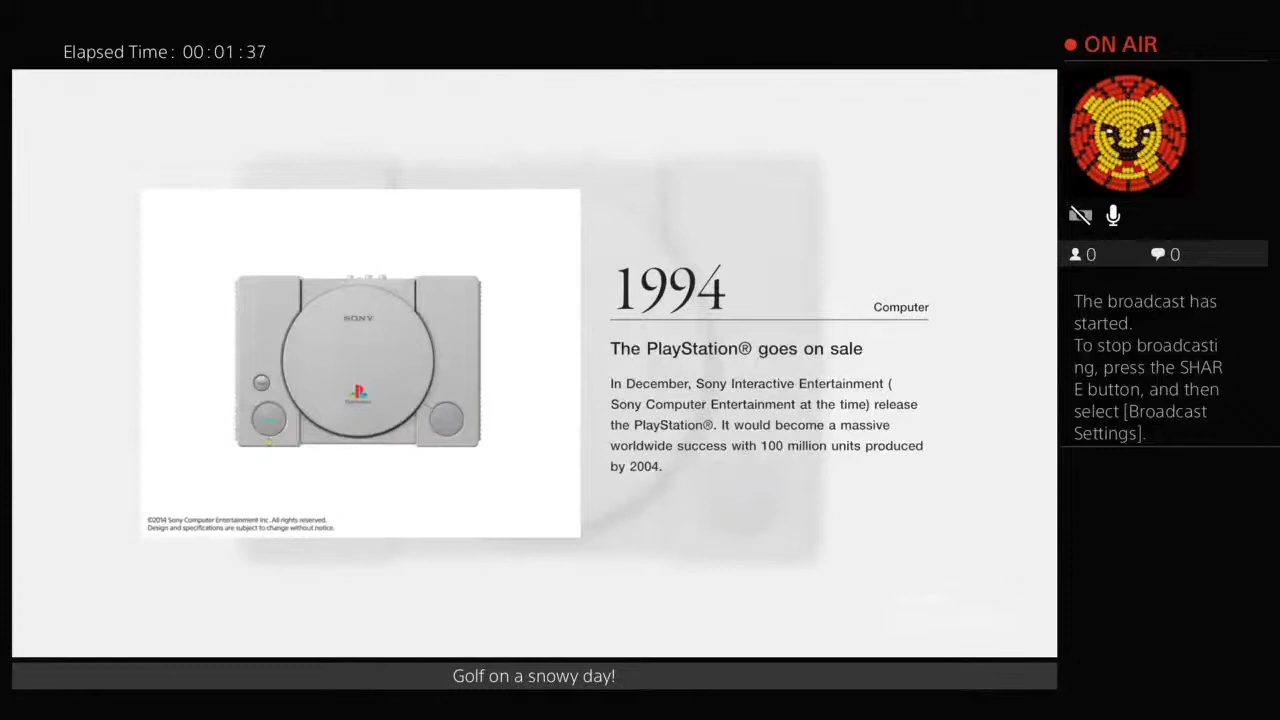 Elapsed Time: 00:01:37
ON AIR
0
0
The broadcast has
started.
To stop broadcasti
ng, press the SHAR
E button, and then
select [Broadcast
Settings].
SONY
1994
Computer
The PlayStation® goes on sale
In December, Sony Interactive Entertainment (
Sony Computer Entertainment at the time) release
the PlayStation®. It would become a massive
worldwide success with 100 million units produced
by 2004.
©2014 Sony Computer Entertainment Inc. All rights reserved.
Design and specifications are subject to change without notice.
Golf on a snowy day!